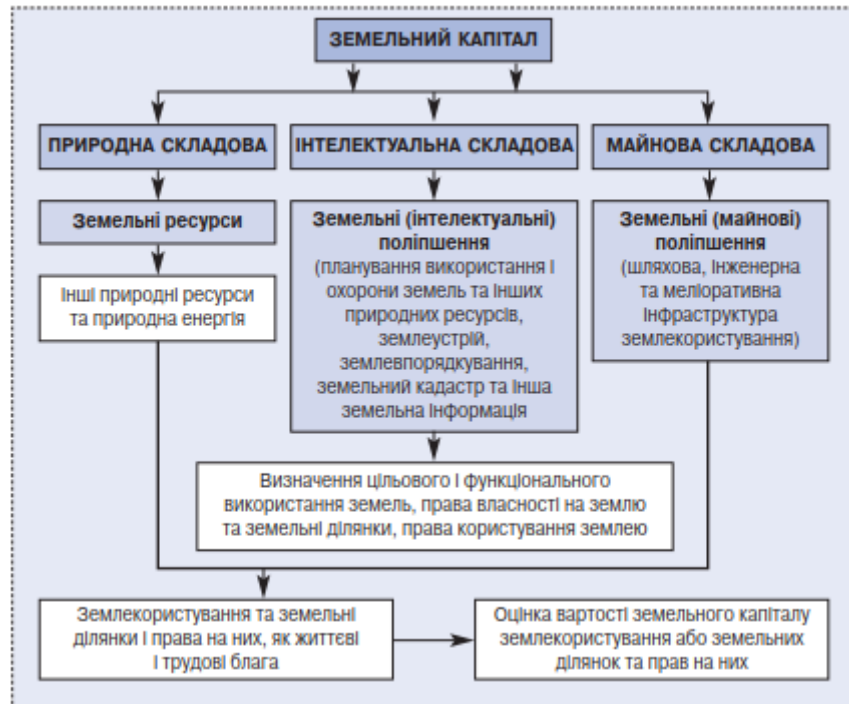 ЗЕМЕЛЬНИЙ КАПІТАЛ
ПРИРОДНА СКЛАДОВА
ІНТЕЛЕКТУАЛЬНА СКЛАДОВА
МАЙНОВА СКЛАДОВА
Земельні ресурси
Інші природні ресурси
та природна енергія
Земельні (інтелектуальні)
поліпшення
(планування використання і
охорони земель та інших
природних ресурсів,
землеустрій,
землевпорядкування,
земельний кадастр та інша
земельна інформація
Земельні (майнові)
поліпшення
(шляхова, інженерна
та меліоративна
інфраструктура
землекористування)
Визначення цільового і функціонального
використання земель, права власності на землю
та земельні ділянки, права користування землею
Землекористування та земельні
ділянки і права на них, як життєві
і трудові блага
Оцінка вартості земельного капіталу
землекористування або земельних
ділянок та прав на них